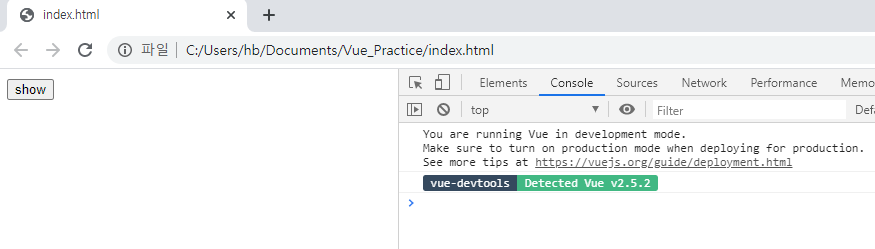 index.html
파일 C:/Users/hb/Documents/Vue_Practice/index.html
show
Elements Console Sources Network Performance Memo
top Filter Defa
You are running Vue in development mode.
Make sure to turn on production mode when deploying for production.
See more tips at https://vuejs.org/guide/deployment.html
vue-devtools Detected Vue v2.5.2